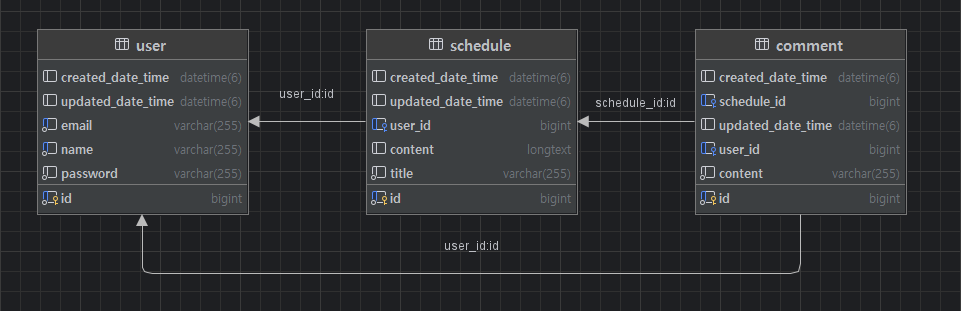 user
created_date_time datetime(6)
updated_date_time datetime(6)
email varchar(255)
name varchar(255)
password varchar(255)
id bigint
user_id:id
schedule
created_date_time datetime(6)
updated_date_time datetime(6)
user_id bigint
content longtext
title varchar(255)
id bigint
schedule_id:id
comment
created_date_time datetime(6)
schedule_id bigint
updated_date_time datetime(6)
user_id bigint
content varchar(255)
id bigint
user_id:id